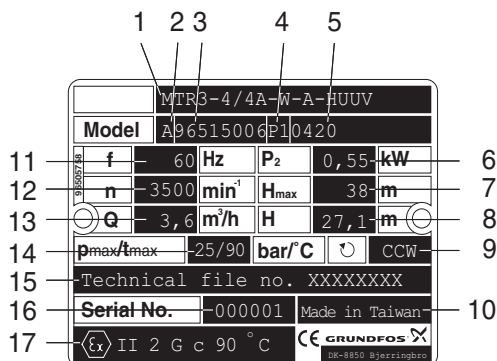 1 2 3 4 5
MTR3-4/4A-W-A-HUUV
Model A96515006P10420
11 f 60 Hz P2 0,55 kW 6
12 n 3500 min-1 Hmax 38 m 7
13 Q 3,6 m³/h H 27,1 m 8
96505758
14 pmax/tmax 25/90 bar/°C CCW 9
15 Technical file no. XXXXXXXX
16 Serial No. 000001 Made in Taiwan 10
17 Ex II 2 G c 90 °C CE GRUNDFOS X
DK-8850 Bjerringbro